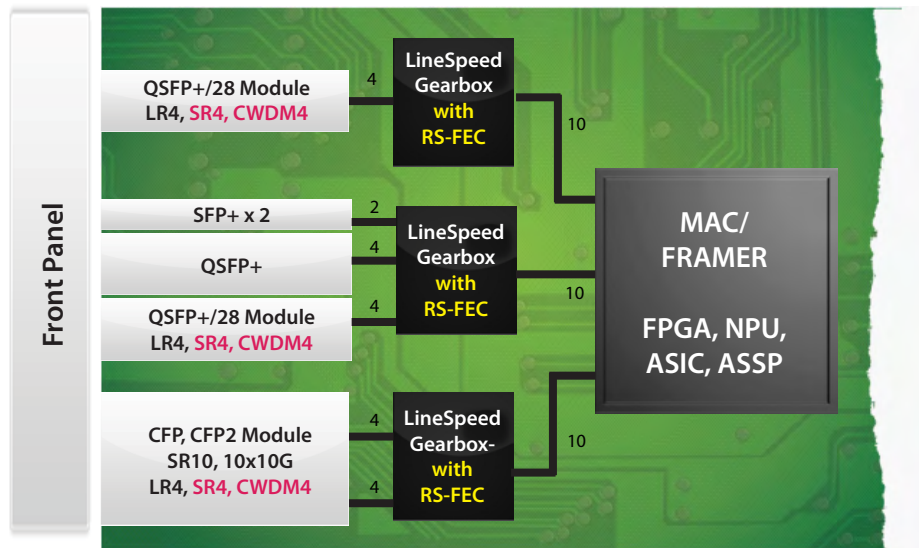 Front Panel
QSFP+/28 Module
LR4, SR4, CWDM4
4
LineSpeed
Gearbox
with
RS-FEC
10
SFP+ x 2
2
QSFP+
4
QSFP+/28 Module
LR4, SR4, CWDM4
4
LineSpeed
Gearbox
with
RS-FEC
10
CFP, CFP2 Module
SR10, 10x10G
LR4, SR4, CWDM4
4
4
LineSpeed
Gearbox-
with
RS-FEC
10
MAC/
FRAMER
FPGA, NPU,
ASIC, ASSP